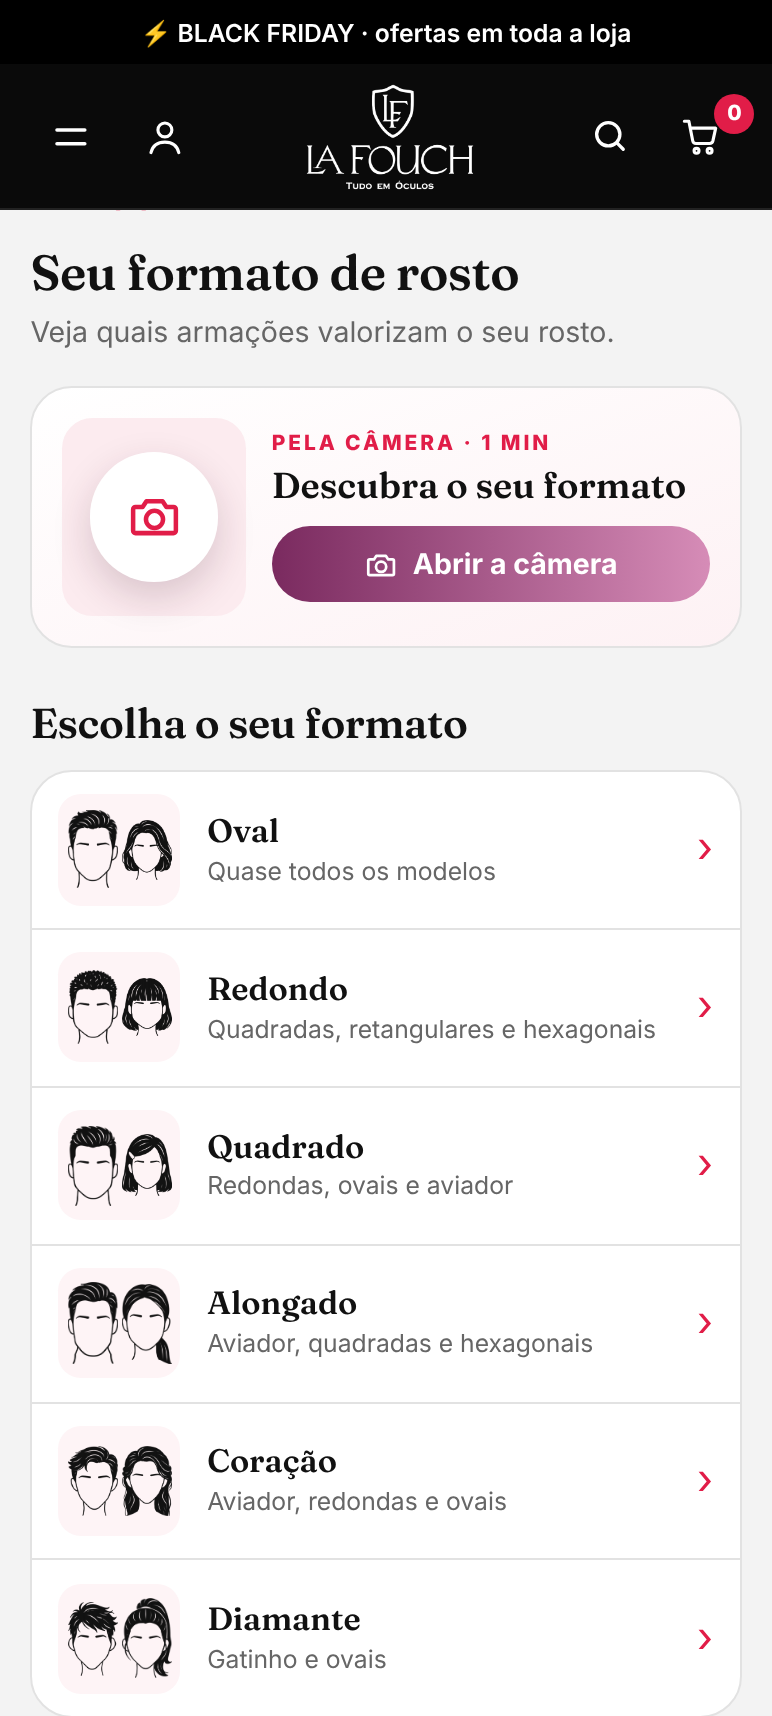 ⚡ BLACK FRIDAY · ofertas em toda a loja
LF
LA FOUCH
TUDO EM ÓCULOS
0
Seu formato de rosto
Veja quais armações valorizam o seu rosto.
PELA CÂMERA · 1 MIN
Descubra o seu formato
Abrir a câmera
Escolha o seu formato
Oval
Quase todos os modelos
Redondo
Quadradas, retangulares e hexagonais
Quadrado
Redondas, ovais e aviador
Alongado
Aviador, quadradas e hexagonais
Coração
Aviador, redondas e ovais
Diamante
Gatinho e ovais